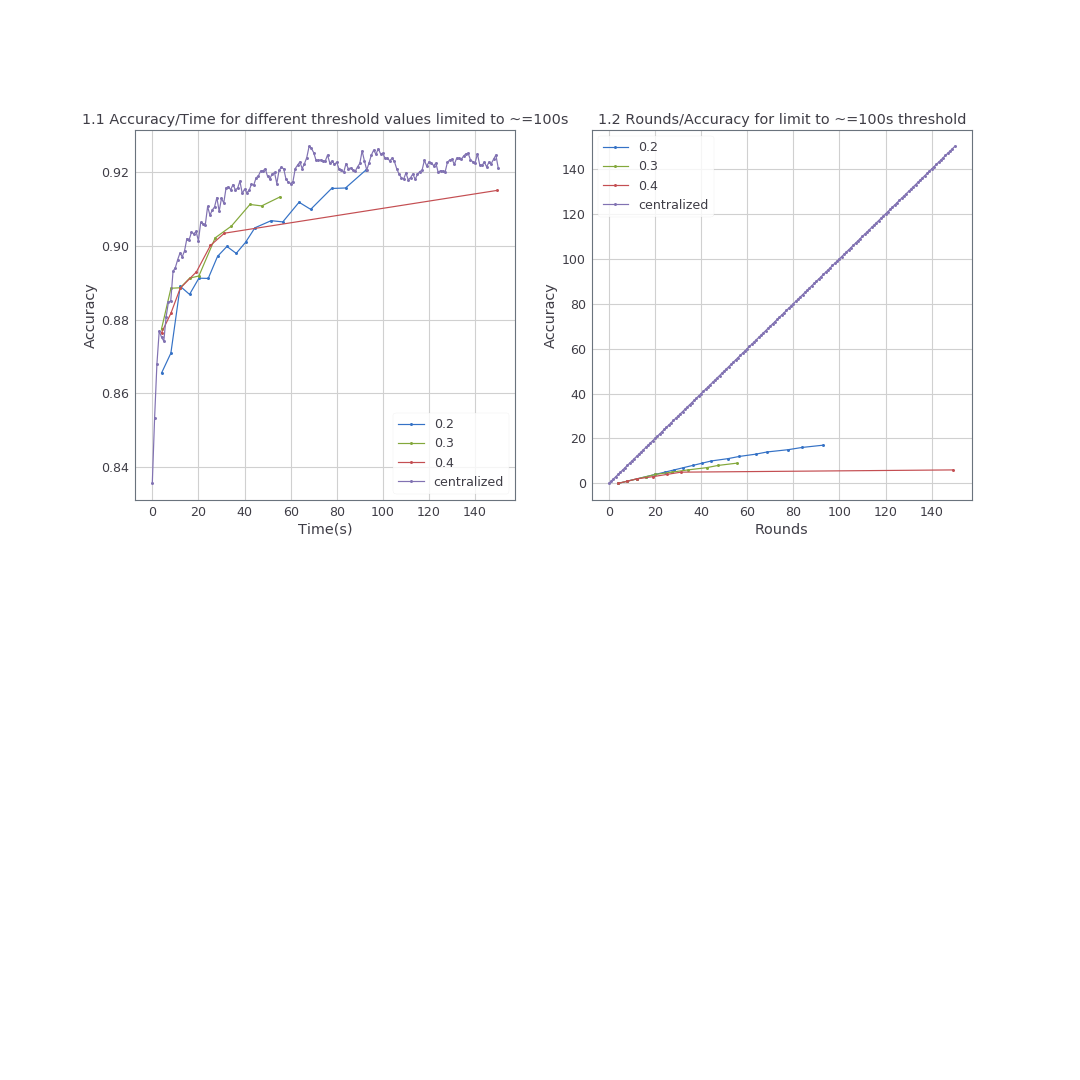 1.1 Accuracy/Time for different threshold values limited to ~=100s
0.92
0.90
0.88
0.86
0.84
Accuracy
0 20 40 60 80 100 120 140
Time(s)
0.2
0.3
0.4
centralized
1.2 Rounds/Accuracy for limit to ~=100s threshold
0.2
0.3
0.4
centralized
140
120
100
80
60
40
20
0
Accuracy
0 20 40 60 80 100 120 140
Rounds